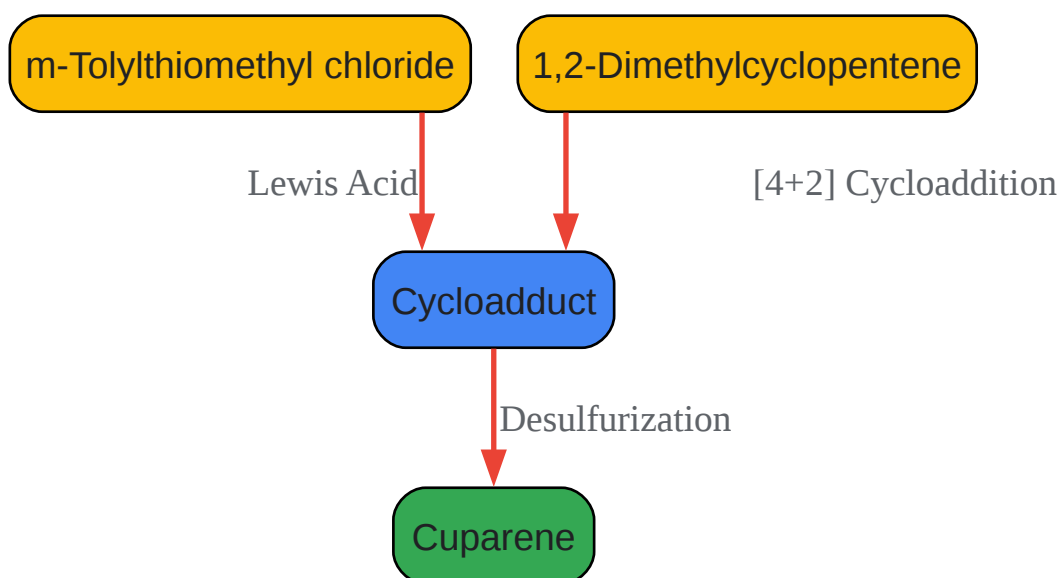 m-Tolylthiomethyl chloride
1,2-Dimethylcyclopentene
Lewis Acid
[4+2] Cycloaddition
Cycloadduct
Desulfurization
Cuparene